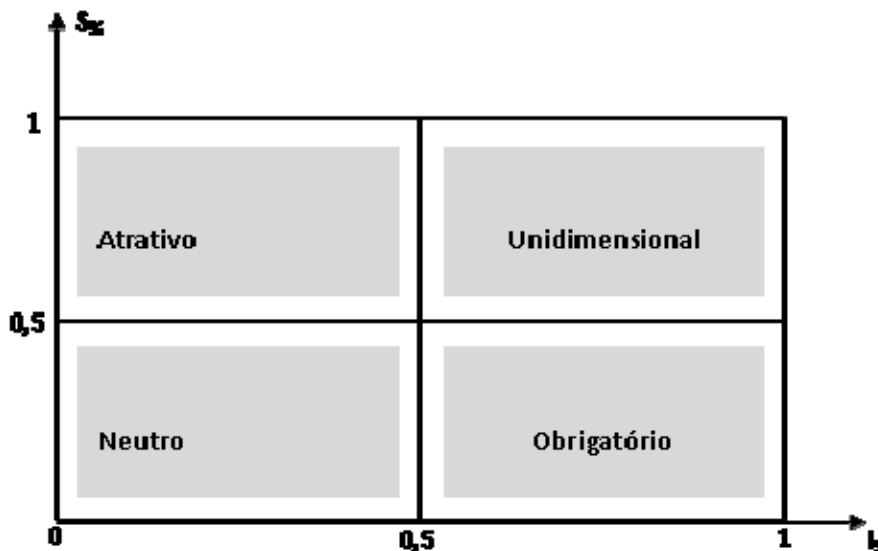 1
Atrativo
Unidimensional
0,5
Neutro
Obrigatório
0
0,5
1